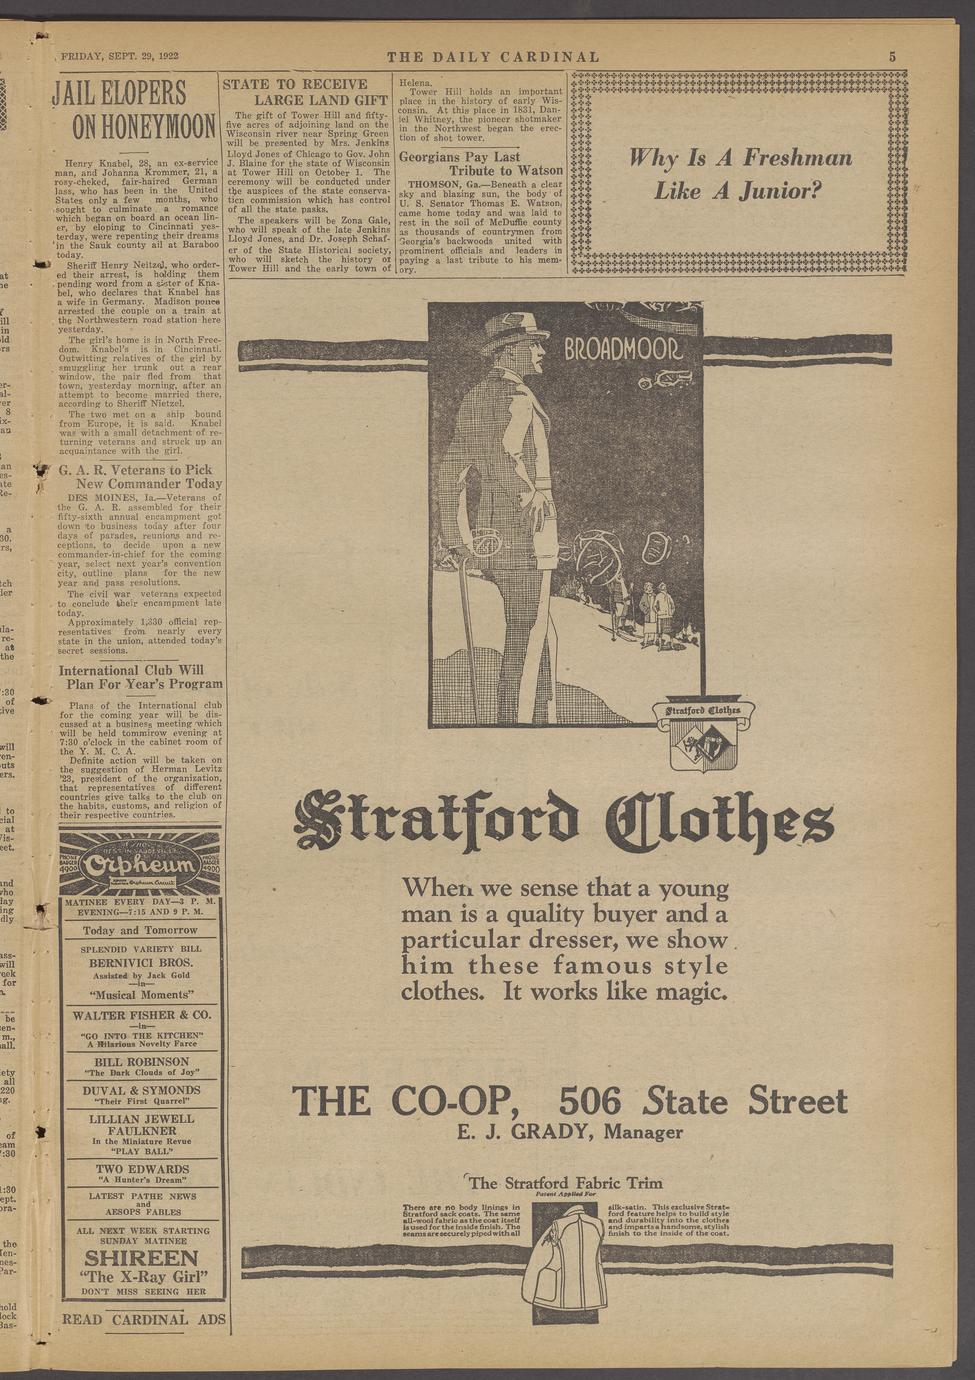 FRIDAY, SEPT. 29, 1922
THE DAILY CARDINAL
5
JAIL ELOPERS
ON HONEYMOON
Henry Knabel, 28, an ex-service
man, and Johanna Krommer, 21, a
rosy-cheked, fair-haired German
lass, who has been in the United
States only a few months, who
sought to culminate a romance
which began on board an ocean lin-
er, by eloping to Cincinnati yes-
terday, were repenting their dreams
in the Sauk county ail at Baraboo
today.
Sheriff Henry Neitzel, who order-
ed their arrest, is holding them
pending word from a sister of Kna-
bel, who declares that Knabel has
a wife in Germany. Madison police
arrested the couple on a train at
the Northwestern road station here
yesterday.
The girl's home is in North Free-
dom. Knabel's is in Cincinnati.
Outwitting relatives of the girl by
smuggling her trunk out a rear
window, the pair fled from that
town, yesterday morning, after an
attempt to become married there,
according to Sheriff Nietzel.
The two met on a ship bound
from Europe, it is said. Knabel
was with a small detachment of re-
turning veterans and struck up an
acquaintance with the girl.
G. A. R. Veterans to Pick
New Commander Today
DES MOINES, Ia.—Veterans of
the G. A. R. assembled for their
fifty-sixth annual encampment got
down to business today after four
days of parades, reunions and re-
ceptions, to decide upon a new
commander-in-chief for the coming
year, select next year's convention
city, outline plans for the new
year and pass resolutions.
The civil war veterans expected
to conclude their encampment late
today.
Approximately 1,330 official rep-
resentatives from nearly every
state in the union, attended today's
secret sessions.
International Club Will
Plan For Year's Program
Plans of the International club
for the coming year will be dis-
cussed at a business meeting which
will be held tommirow evening at
7:30 o'clock in the cabinet room of
the Y. M. C. A.
Definite action will be taken on
the suggestion of Herman Levitz
'23, president of the organization,
that representatives of different
countries give talks to the club on
the habits, customs, and religion of
their respective countries.
BEST IN VAUDEVILLE
PHONE
BADGER
4900
Orpheum
PHONE
BADGER
4900
Orpheum Circuit
MATINEE EVERY DAY—3 P. M.
EVENING—7:15 AND 9 P. M.
Today and Tomorrow
SPLENDID VARIETY BILL
BERNIVICI BROS.
Assisted by Jack Gold
—in—
"Musical Moments"
WALTER FISHER & CO.
—in—
"GO INTO THE KITCHEN"
A Hilarious Novelty Farce
BILL ROBINSON
"The Dark Clouds of Joy"
DUVAL & SYMONDS
"Their First Quarrel"
LILLIAN JEWELL
FAULKNER
In the Miniature Revue
"PLAY BALL"
TWO EDWARDS
"A Hunter's Dream"
LATEST PATHE NEWS
and
AESOPS FABLES
ALL NEXT WEEK STARTING
SUNDAY MATINEE
SHIREEN
"The X-Ray Girl"
DON'T MISS SEEING HER
READ CARDINAL ADS
STATE TO RECEIVE
LARGE LAND GIFT
The gift of Tower Hill and fifty-
five acres of adjoining land on the
Wisconsin river near Spring Green
will be presented by Mrs. Jenkins
Lloyd Jones of Chicago to Gov. John
J. Blaine for the state of Wisconsin
at Tower Hill on October 1. The
ceremony will be conducted under
the auspices of the state conserva-
tion commission which has control
of all the state pasks.
The speakers will be Zona Gale,
who will speak of the late Jenkins
Lloyd Jones, and Dr. Joseph Schaf-
er of the State Historical society,
who will sketch the history of
Tower Hill and the early town of
Helena.
Tower Hill holds an important
place in the history of early Wis-
consin. At this place in 1831, Dan-
iel Whitney, the pioneer shotmaker
in the Northwest began the erec-
tion of shot tower.
Georgians Pay Last
Tribute to Watson
THOMSON, Ga.—Beneath a clear
sky and blazing sun, the body of
U. S. Senator Thomas E. Watson,
came home today and was laid to
rest in the soil of McDuffie county
as thousands of countrymen from
Georgia's backwoods united with
prominent officials and leaders in
paying a last tribute to his mem-
ory.
Why Is A Freshman
Like A Junior?
BROADMOOR
Stratford Clothes
Stratford Clothes
When we sense that a young
man is a quality buyer and a
particular dresser, we show
him these famous style
clothes. It works like magic.
THE CO-OP, 506 State Street
E. J. GRADY, Manager
The Stratford Fabric Trim
Patent Applied For
There are no body linings in
Stratford sack coats. The same
all-wool fabric as the coat itself
is used for the inside finish. The
seams are securely piped with all
silk-satin. This exclusive Strat-
ford feature helps to build style
and durability into the clothes
and imparts a handsome, stylish
finish to the inside of the coat.